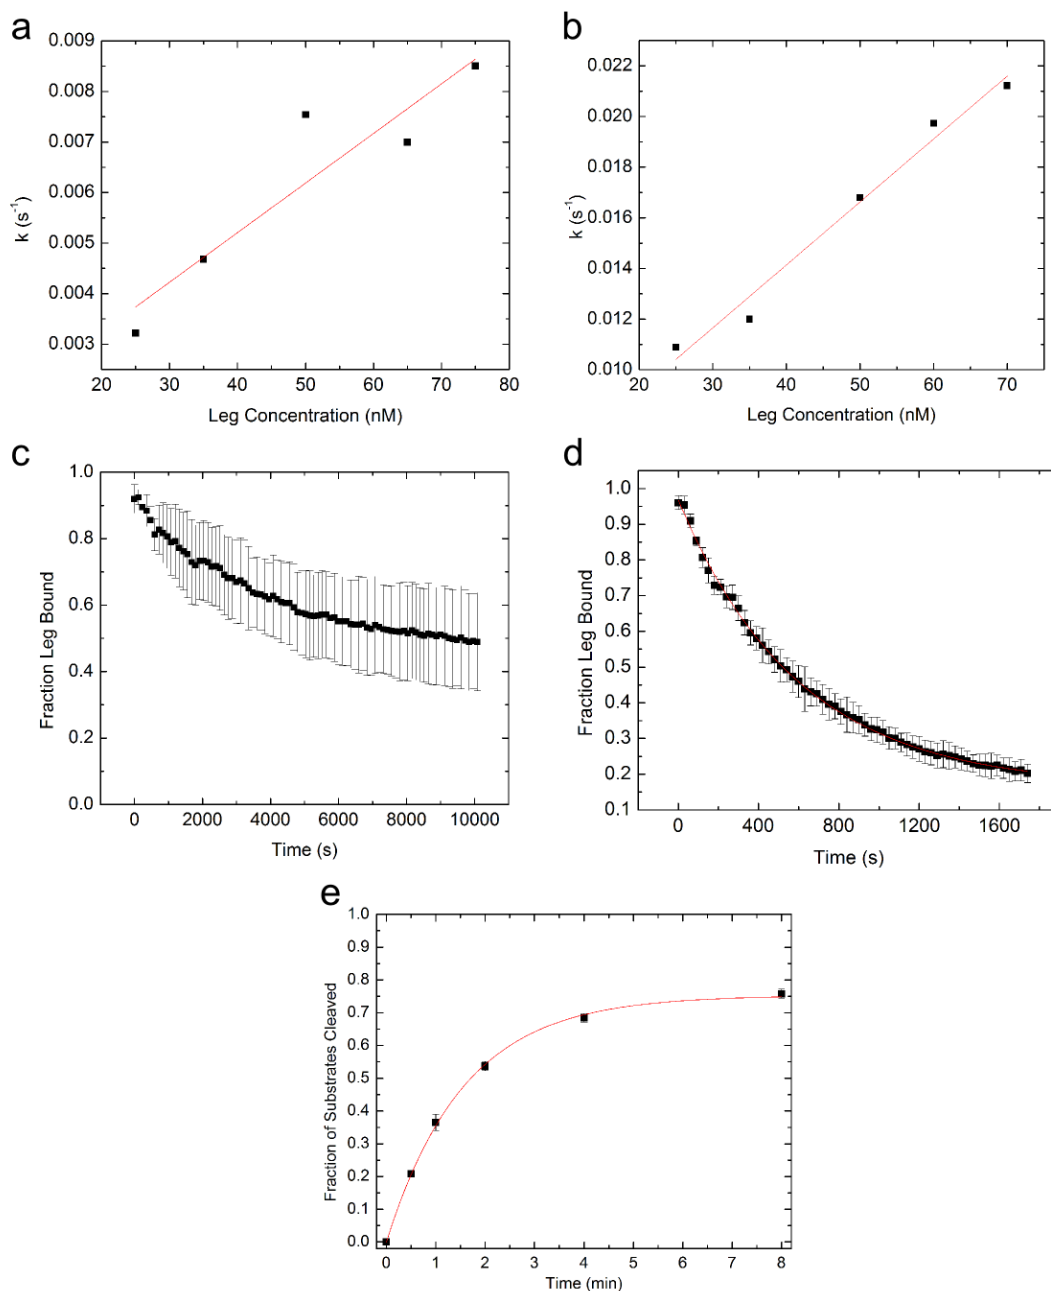 a
0.009
0.008
0.007
0.006
0.005
0.004
0.003
k (s⁻¹)
20 30 40 50 60 70 80
Leg Concentration (nM)
b
0.022
0.020
0.018
0.016
0.014
0.012
0.010
k (s⁻¹)
20 30 40 50 60 70
Leg Concentration (nM)
c
1.0
0.8
0.6
0.4
0.2
0.0
Fraction Leg Bound
0 2000 4000 6000 8000 10000
Time (s)
d
1.0
0.9
0.8
0.7
0.6
0.5
0.4
0.3
0.2
0.1
Fraction Leg Bound
0 400 800 1200 1600
Time (s)
e
1.0
0.9
0.8
0.7
0.6
0.5
0.4
0.3
0.2
0.1
0.0
Fraction of Substrates Cleaved
0 1 2 3 4 5 6 7 8
Time (min)